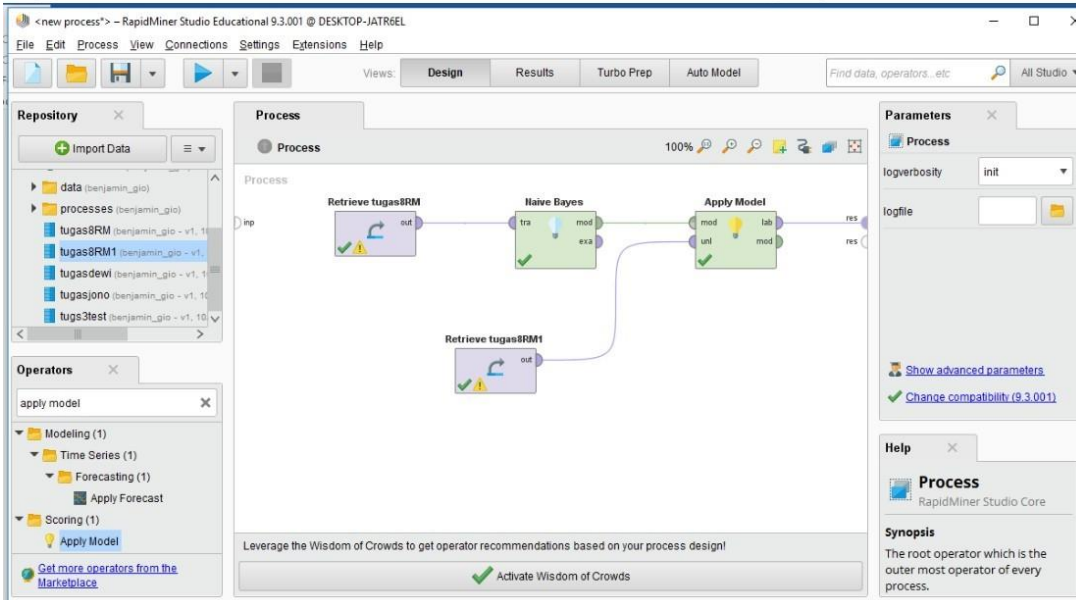 <new process*> – RapidMiner Studio Educational 9.3.001 @ DESKTOP-JATR6EL
File Edit Process View Connections Settings Extensions Help
Views: Design Results Turbo Prep Auto Model
Find data, operators...etc
All Studio
Repository
Import Data
data (benjamin_gio)
processes (benjamin_gio)
tugas8RM (benjamin_gio - v1, 10
tugas8RM1 (benjamin_gio - v1,
tugasdewi (benjamin_gio - v1, 1
tugasjono (benjamin_gio - v1, 10
tugs3test (benjamin_gio - v1, 10
Operators
apply model
Modeling (1)
Time Series (1)
Forecasting (1)
Apply Forecast
Scoring (1)
Apply Model
Get more operators from the
Marketplace
Process
Process
100%
Process
Retrieve tugas8RM
Naive Bayes
Apply Model
inp
out
tra
mod
exa
mod
lab
unl
mod
res
res
Retrieve tugas8RM1
out
Leverage the Wisdom of Crowds to get operator recommendations based on your process design!
Activate Wisdom of Crowds
Parameters
Process
logverbosity
init
logfile
Show advanced parameters
Change compatibility (9.3.001)
Help
Process
RapidMiner Studio Core
Synopsis
The root operator which is the
outer most operator of every
process.